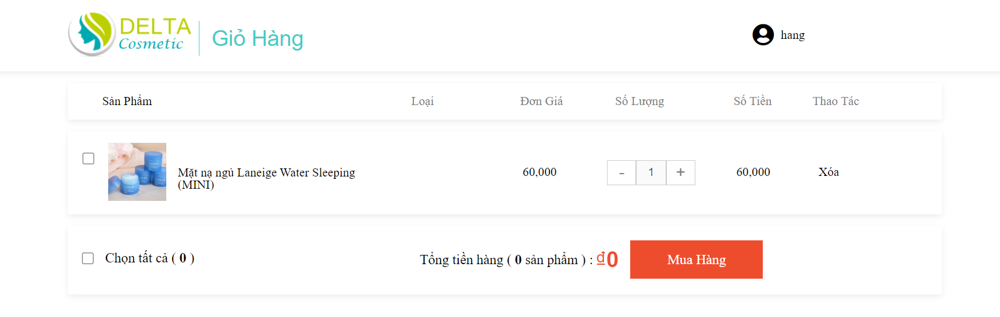 DELTA
Cosmetic
Giỏ Hàng
hang
Sản Phẩm Loại Đơn Giá Số Lượng Số Tiền Thao Tác
Mặt nạ ngủ Laneige Water Sleeping
(MINI)
60,000 - 1 + 60,000 Xóa
Chọn tất cả ( 0 ) Tổng tiền hàng ( 0 sản phẩm ) : ₫0 Mua Hàng